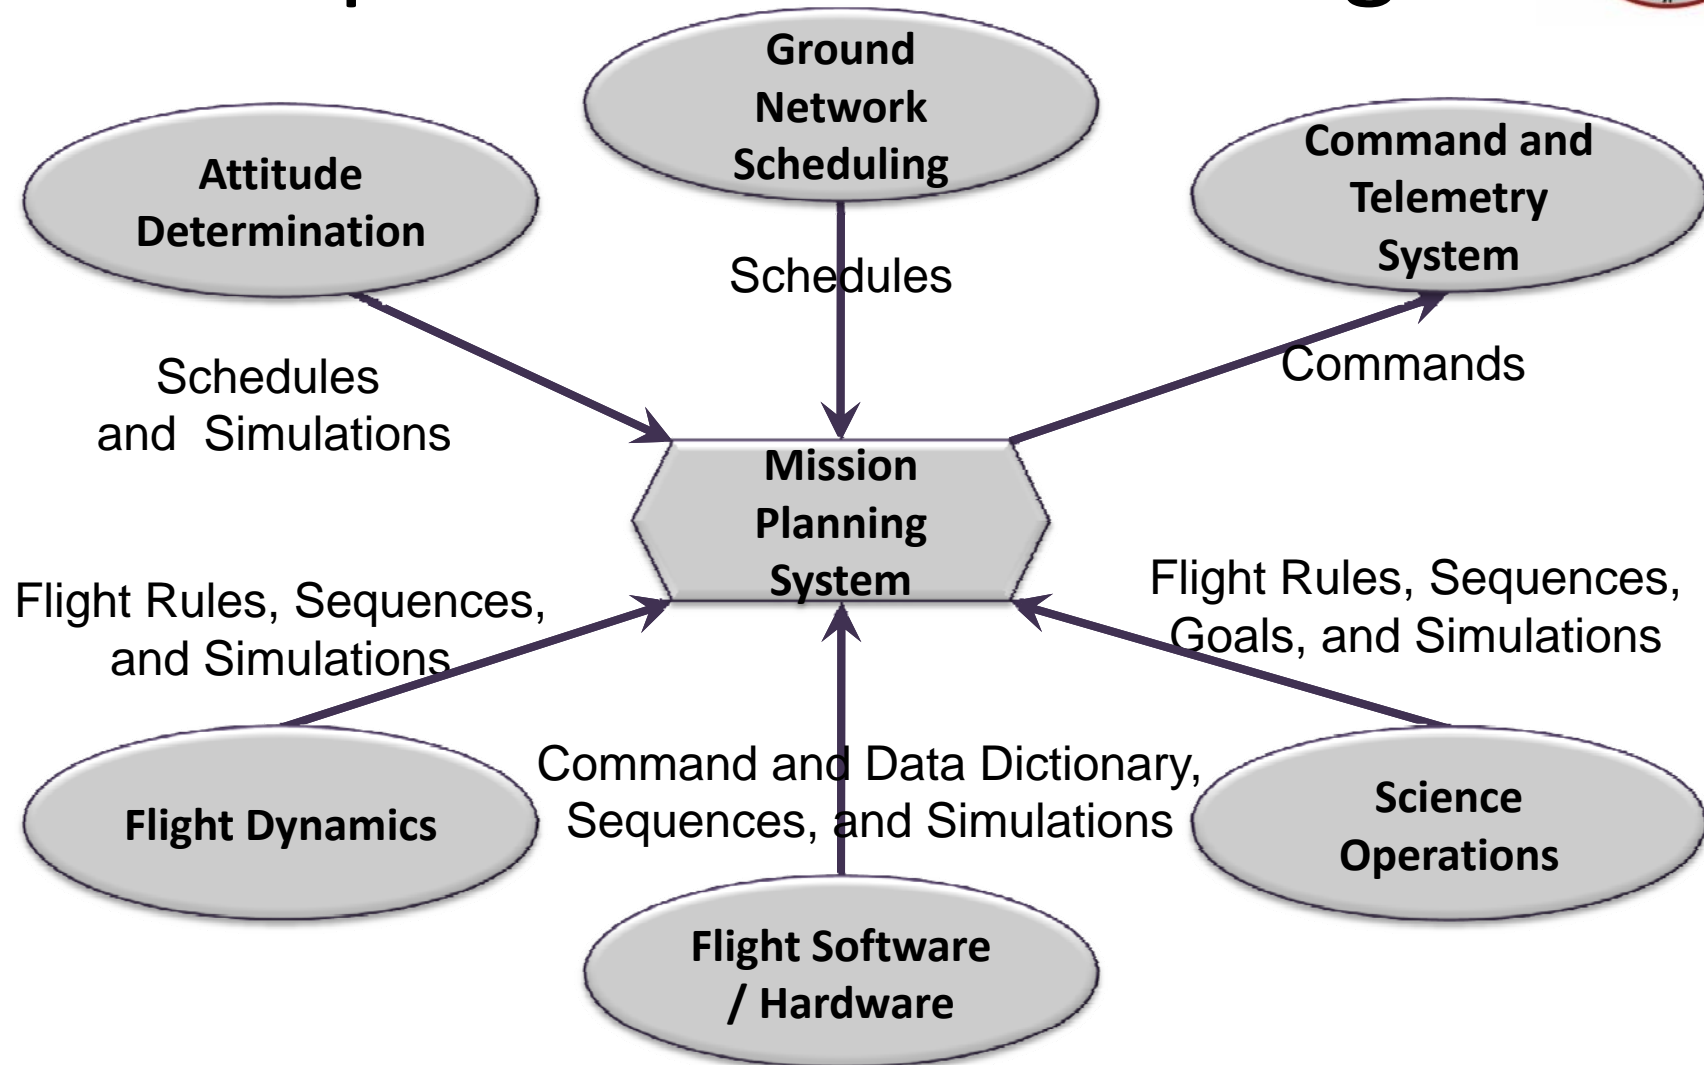 Ground
Network
Scheduling
Attitude
Determination
Command and
Telemetry
System
Schedules
Schedules
and Simulations
Commands
Mission
Planning
System
Flight Rules, Sequences,
and Simulations
Flight Rules, Sequences,
Goals, and Simulations
Command and Data Dictionary,
Sequences, and Simulations
Flight Dynamics
Science
Operations
Flight Software
/ Hardware